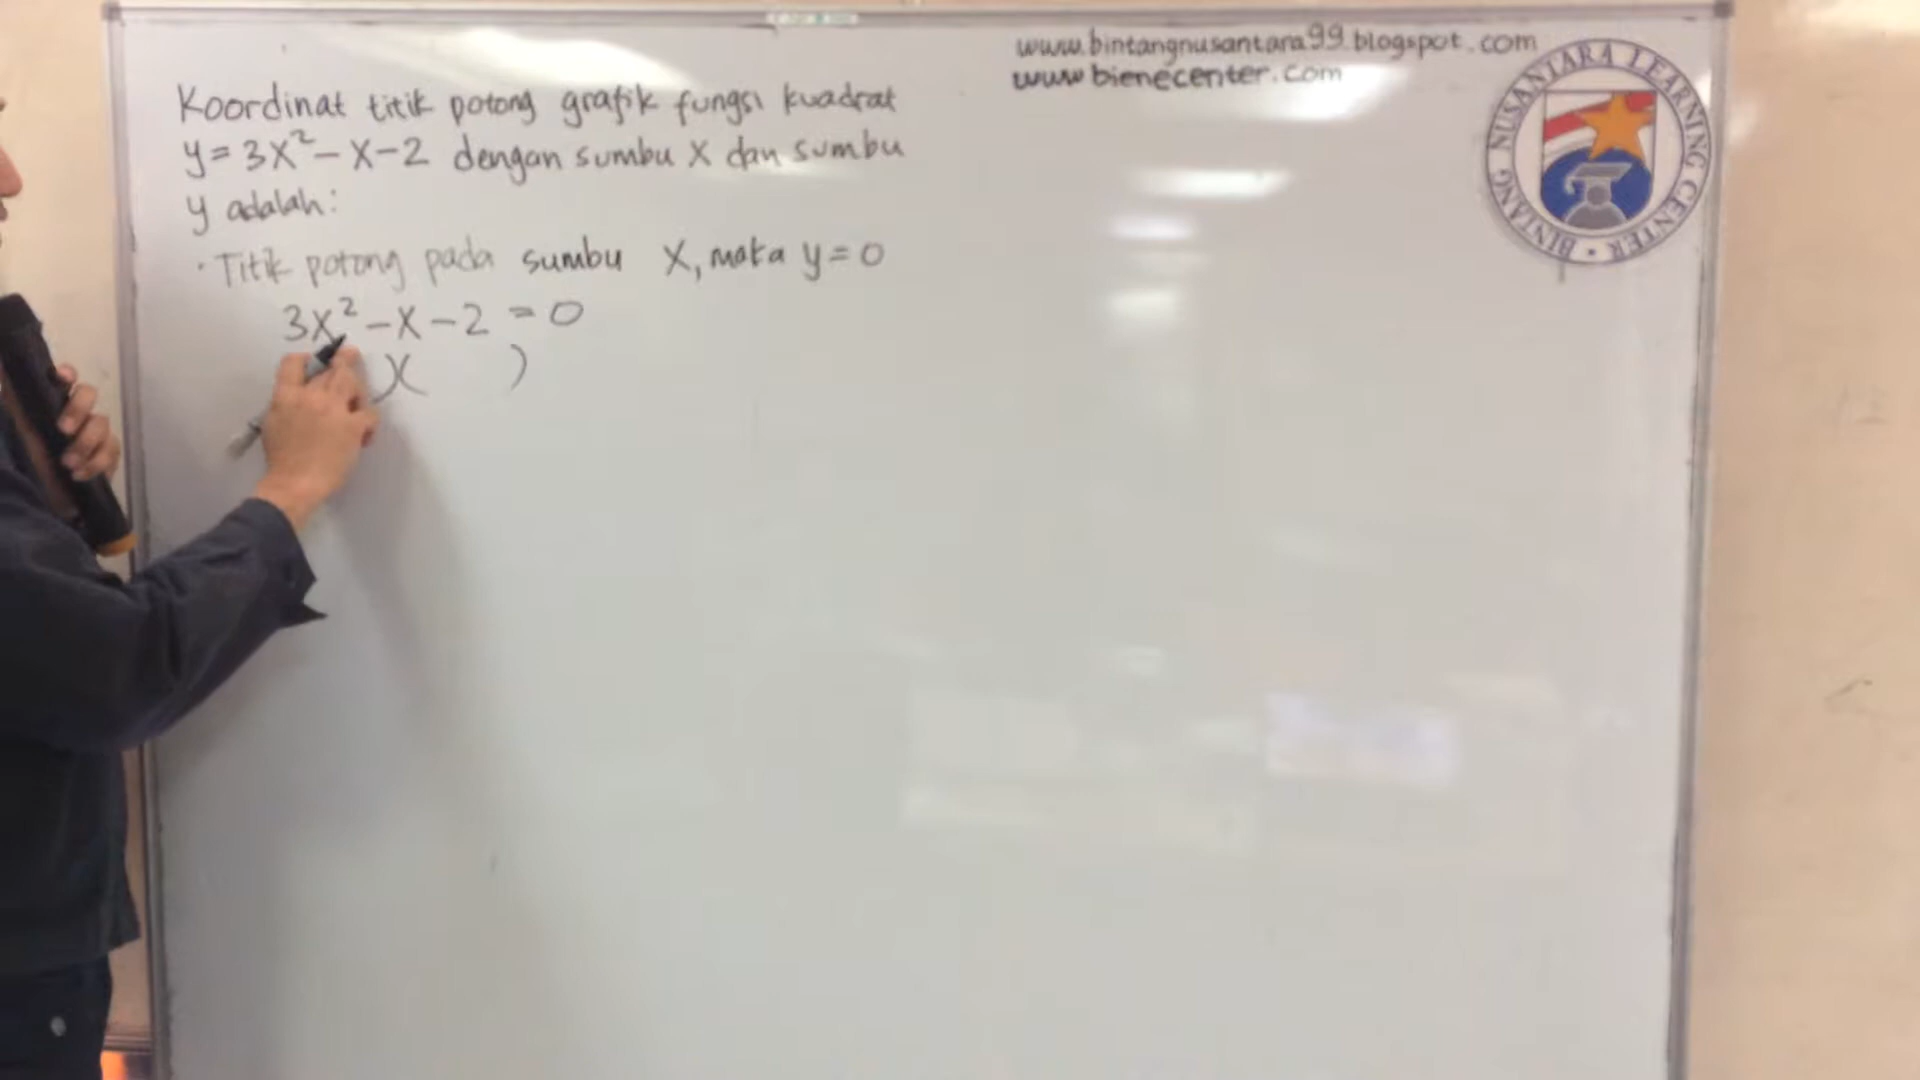 www.bintangnusantara99.blogspot.com
www.bienecenter.com
BINTANG NUSANTARA LEARNING CENTER
Koordinat titik potong grafik fungsi kuadrat
y=3x²-x-2 dengan sumbu x dan sumbu
y adalah:
· Titik potong pada sumbu x, maka y=0
3x²-x-2 = 0
)( )